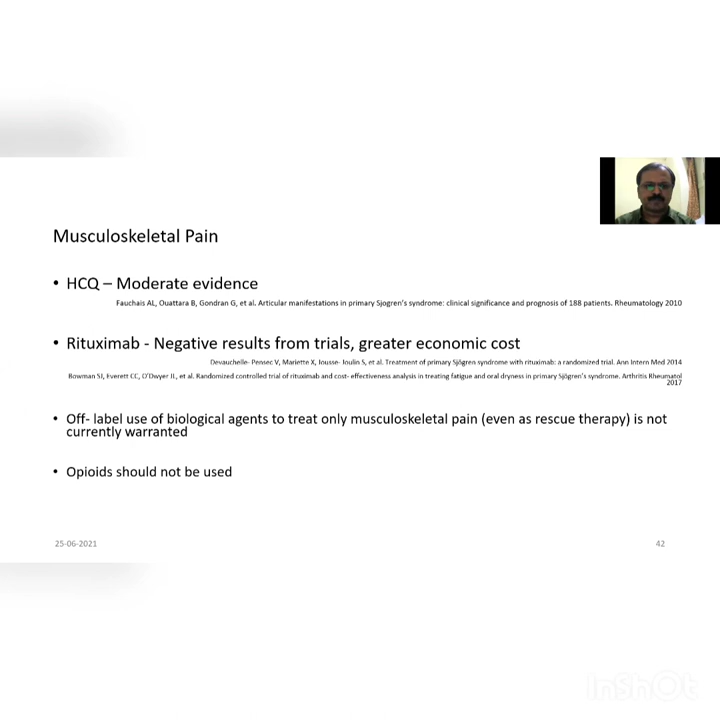 Musculoskeletal Pain
• HCQ – Moderate evidence
Fauchais AL, Ouattara B, Gondran G, et al. Articular manifestations in primary Sjogren's syndrome: clinical significance and prognosis of 188 patients. Rheumatology 2010
• Rituximab - Negative results from trials, greater economic cost
Devauchelle- Pensec V, Mariette X, Jousse- Joulin S, et al. Treatment of primary Sjögren syndrome with rituximab: a randomized trial. Ann Intern Med 2014
Bowman SJ, Everett CC, O'Dwyer JL, et al. Randomized controlled trial of rituximab and cost- effectiveness analysis in treating fatigue and oral dryness in primary Sjögren's syndrome. Arthritis Rheumatol
2017
• Off- label use of biological agents to treat only musculoskeletal pain (even as rescue therapy) is not
currently warranted
• Opioids should not be used
25-06-2021
42
InShOt